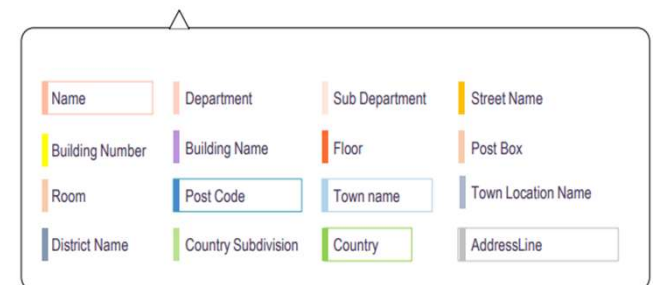 Name Department Sub Department Street Name
Building Number Building Name Floor Post Box
Room Post Code Town name Town Location Name
District Name Country Subdivision Country AddressLine